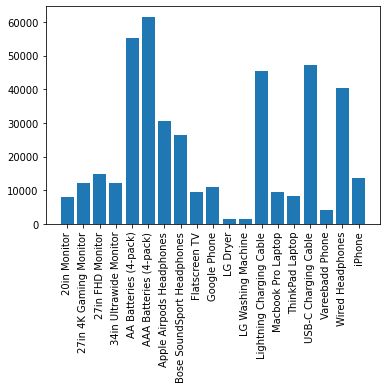 60000
50000
40000
30000
20000
10000
0
20in Monitor
27in 4K Gaming Monitor
27in FHD Monitor
34in Ultrawide Monitor
AA Batteries (4-pack)
AAA Batteries (4-pack)
Apple Airpods Headphones
Bose SoundSport Headphones
Flatscreen TV
Google Phone
LG Dryer
LG Washing Machine
Lightning Charging Cable
Macbook Pro Laptop
ThinkPad Laptop
USB-C Charging Cable
Vareebadd Phone
Wired Headphones
iPhone